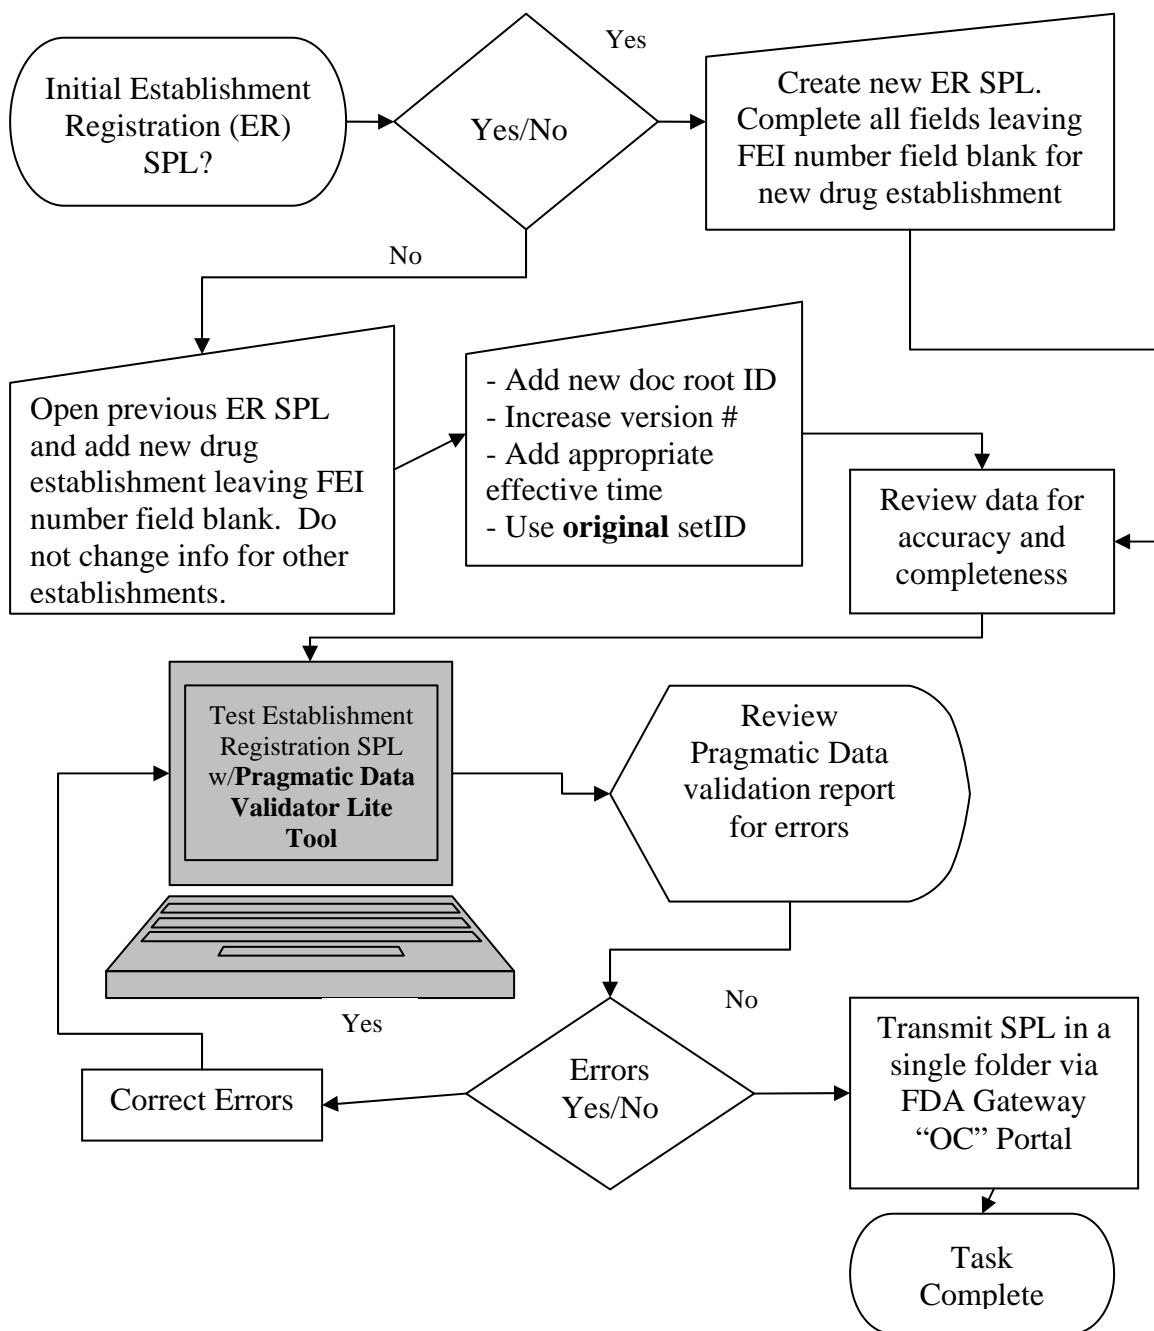 Initial Establishment
Registration (ER)
SPL?
Yes/No
Yes
Create new ER SPL.
Complete all fields leaving
FEI number field blank for
new drug establishment
No
Open previous ER SPL
and add new drug
establishment leaving FEI
number field blank.  Do
not change info for other
establishments.
- Add new doc root ID
- Increase version #
- Add appropriate
effective time
- Use original setID
Review data for
accuracy and
completeness
Test Establishment
Registration SPL
w/Pragmatic Data
Validator Lite
Tool
Review
Pragmatic Data
validation report
for errors
Errors
Yes/No
Yes
Correct Errors
No
Transmit SPL in a
single folder via
FDA Gateway
“OC” Portal
Task
Complete